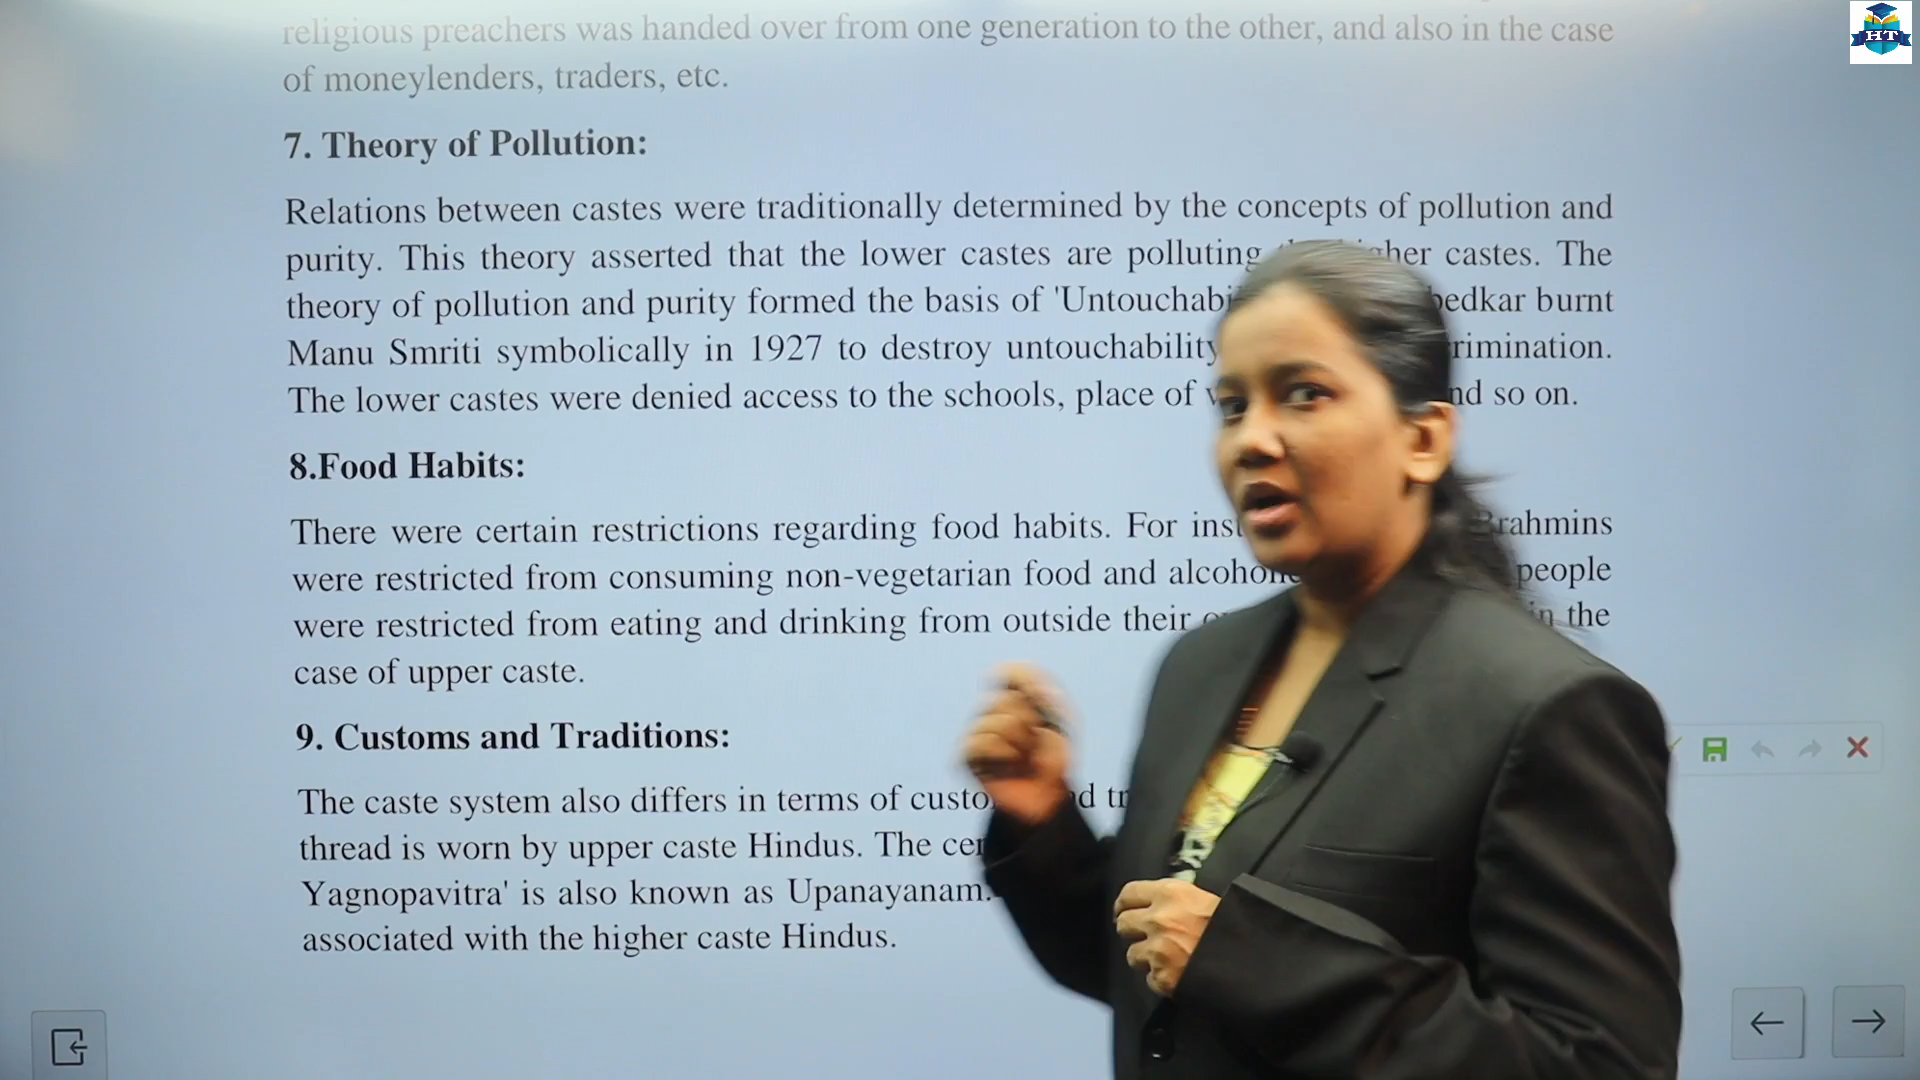 religious preachers was handed over from one generation to the other, and also in the case
of moneylenders, traders, etc.
HT
7. Theory of Pollution:
Relations between castes were traditionally determined by the concepts of pollution and
purity. This theory asserted that the lower castes are polluting higher castes. The
theory of pollution and purity formed the basis of 'Untouchabi bedkar burnt
Manu Smriti symbolically in 1927 to destroy untouchability rimination.
The lower castes were denied access to the schools, place of nd so on.
8.Food Habits:
There were certain restrictions regarding food habits. For inst Brahmins
were restricted from consuming non-vegetarian food and alcoho people
were restricted from eating and drinking from outside their in the
case of upper caste.
9. Customs and Traditions:
The caste system also differs in terms of custo d tr
thread is worn by upper caste Hindus. The cer
Yagnopavitra' is also known as Upanayanam.
associated with the higher caste Hindus.